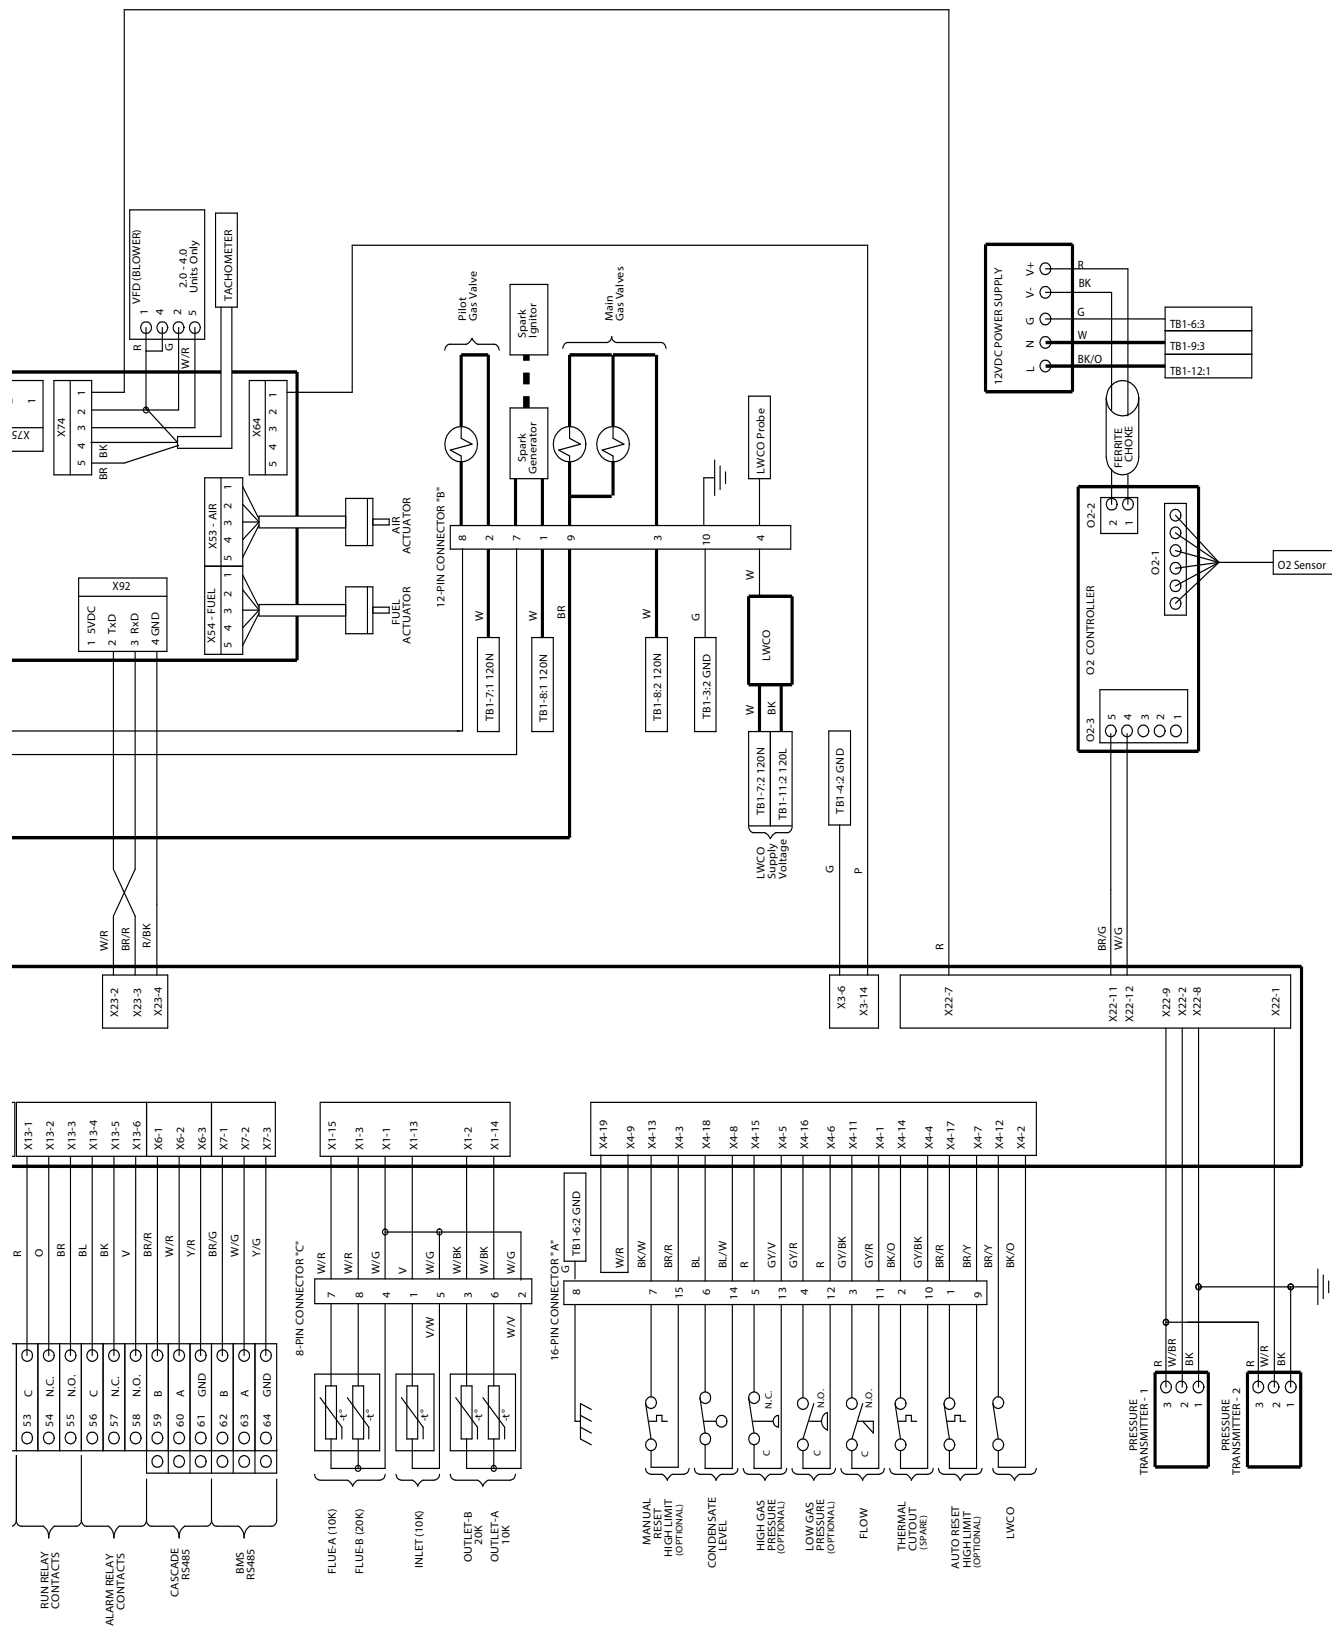 VFD (BLOWER)
2.0 - 4.0
Units Only
1
4
2
5
R
G
W/R
TACHOMETER
1
X75
X74
5 4 3 2 1
BR
BK
X64
5 4 3 2 1
X53 - AIR
5 4 3 2 1
AIR
ACTUATOR
X54 - FUEL
5 4 3 2 1
FUEL
ACTUATOR
X92
1 5VDC
2 TxD
3 RxD
4 GND
W/R
BR/R
R/BK
X23-2
X23-3
X23-4
Pilot
Gas Valve
Spark
Ignitor
Spark
Generator
Main
Gas Valves
LWCO Probe
12-PIN CONNECTOR "B"
8
2
7
1
9
3
10
4
W
W
BR
W
G
W
TB1-7:1 120N
TB1-8:1 120N
TB1-8:2 120N
TB1-3:2 GND
LWCO
W
BK
TB1-7:2 120N
TB1-11:2 120L
LWCO
Supply
Voltage
TB1-4:2 GND
G
P
X3-6
X3-14
12VDC POWER SUPPLY
L N G V- V+
R
BK
G
W
BK/O
TB1-6:3
TB1-9:3
TB1-12:1
FERRITE
CHOKE
O2-2
2
1
O2-1
O2 Sensor
O2 CONTROLLER
O2-3
5
4
3
2
1
R
BR/G
W/G
X22-7
X22-11
X22-12
X22-9
X22-2
X22-8
X22-1
X13-1
X13-2
X13-3
X13-4
X13-5
X13-6
X6-1
X6-2
X6-3
X7-1
X7-2
X7-3
R
O
BR
BL
BK
V
BR/R
W/R
Y/R
BR/G
W/G
Y/G
53 C
54 N.C.
55 N.O.
56 C
57 N.C.
58 N.O.
59 B
60 A
61 GND
62 B
63 A
64 GND
RUN RELAY
CONTACTS
ALARM RELAY
CONTACTS
CASCADE
RS485
BMS
RS485
X1-15
X1-3
X1-1
X1-13
X1-2
X1-14
W/R
W/R
W/G
V
W/G
W/BK
W/BK
W/G
8-PIN CONNECTOR "C"
7
8
4
1
5
3
6
2
V/W
W/V
-t°
-t°
-t°
-t°
-t°
FLUE-A (10K)
FLUE-B (20K)
INLET (10K)
OUTLET-B
20K
OUTLET-A
10K
X4-19
X4-9
X4-13
X4-3
X4-18
X4-8
X4-15
X4-5
X4-16
X4-6
X4-11
X4-1
X4-14
X4-4
X4-17
X4-7
X4-12
X4-2
TB1-6:2 GND
G
W/R
BK/W
BR/R
BL
BL/W
R
GY/V
GY/R
R
GY/BK
GY/R
BK/O
GY/BK
BR/R
BR/Y
BR/Y
BK/O
16-PIN CONNECTOR "A"
8
7
15
6
14
5
13
4
12
3
11
2
10
1
9
C
N.C.
C
N.O.
C
N.O.
MANUAL
RESET
HIGH LIMIT
(OPTIONAL)
CONDENSATE
LEVEL
HIGH GAS
PRESSURE
(OPTIONAL)
LOW GAS
PRESSURE
(OPTIONAL)
FLOW
THERMAL
CUTOUT
(SPARE)
AUTO RESET
HIGH LIMIT
(OPTIONAL)
LWCO
PRESSURE
TRANSMITTER - 1
R
W/BR
BK
3
2
1
PRESSURE
TRANSMITTER - 2
R
W/R
BK
3
2
1